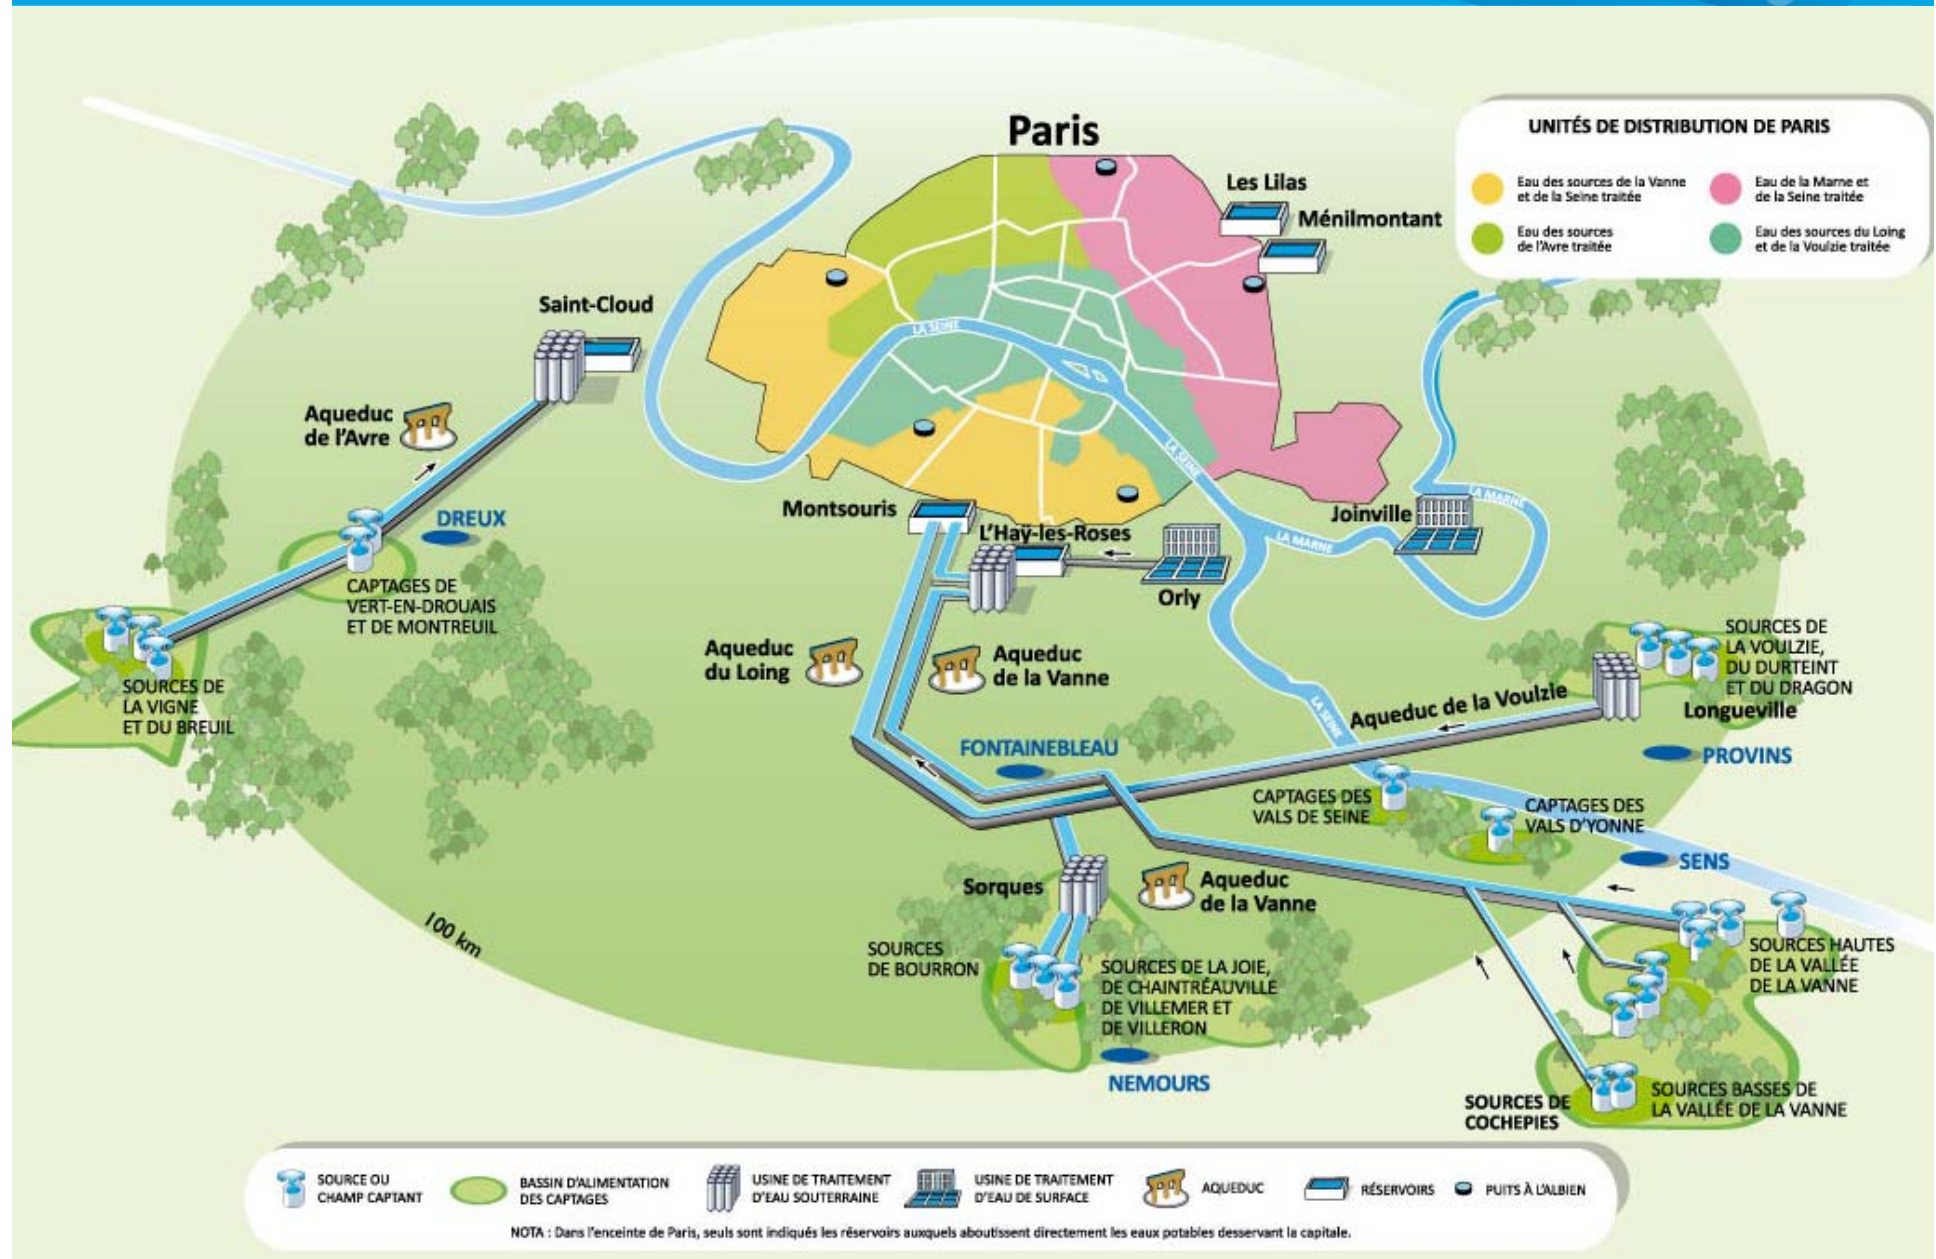 Paris
UNITÉS DE DISTRIBUTION DE PARIS
Eau des sources de la Vanne
et de la Seine traitée
Eau de la Marne et
de la Seine traitée
Eau des sources
de l'Avre traitée
Eau des sources du Loing
et de la Voulzie traitée
Les Lilas
Ménilmontant
Saint-Cloud
LA SEINE
Aqueduc
de l'Avre
LA SEINE
Montsouris
L'Haÿ-les-Roses
Joinville
LA MARNE
LA MARNE
DREUX
Orly
CAPTAGES DE
VERT-EN-DROUAIS
ET DE MONTREUIL
Aqueduc
du Loing
Aqueduc
de la Vanne
SOURCES DE
LA VOULZIE,
DU DURTEINT
ET DU DRAGON
SOURCES DE
LA VIGNE
ET DU BREUIL
LA SEINE
Aqueduc de la Voulzie
Longueville
FONTAINEBLEAU
PROVINS
CAPTAGES DES
VALS DE SEINE
CAPTAGES DES
VALS D'YONNE
SENS
Sorques
Aqueduc
de la Vanne
100 km
SOURCES
DE BOURRON
SOURCES DE LA JOIE,
DE CHAINTRÉAUVILLE
DE VILLEMER ET
DE VILLERON
SOURCES HAUTES
DE LA VALLÉE
DE LA VANNE
NEMOURS
SOURCES DE
COCHEPIES
SOURCES BASSES DE
LA VALLÉE DE LA VANNE
SOURCE OU
CHAMP CAPTANT
BASSIN D'ALIMENTATION
DES CAPTAGES
USINE DE TRAITEMENT
D'EAU SOUTERRAINE
USINE DE TRAITEMENT
D'EAU DE SURFACE
AQUEDUC
RÉSERVOIRS
PUITS À L'ALBIEN
NOTA : Dans l'enceinte de Paris, seuls sont indiqués les réservoirs auxquels aboutissent directement les eaux potables desservant la capitale.